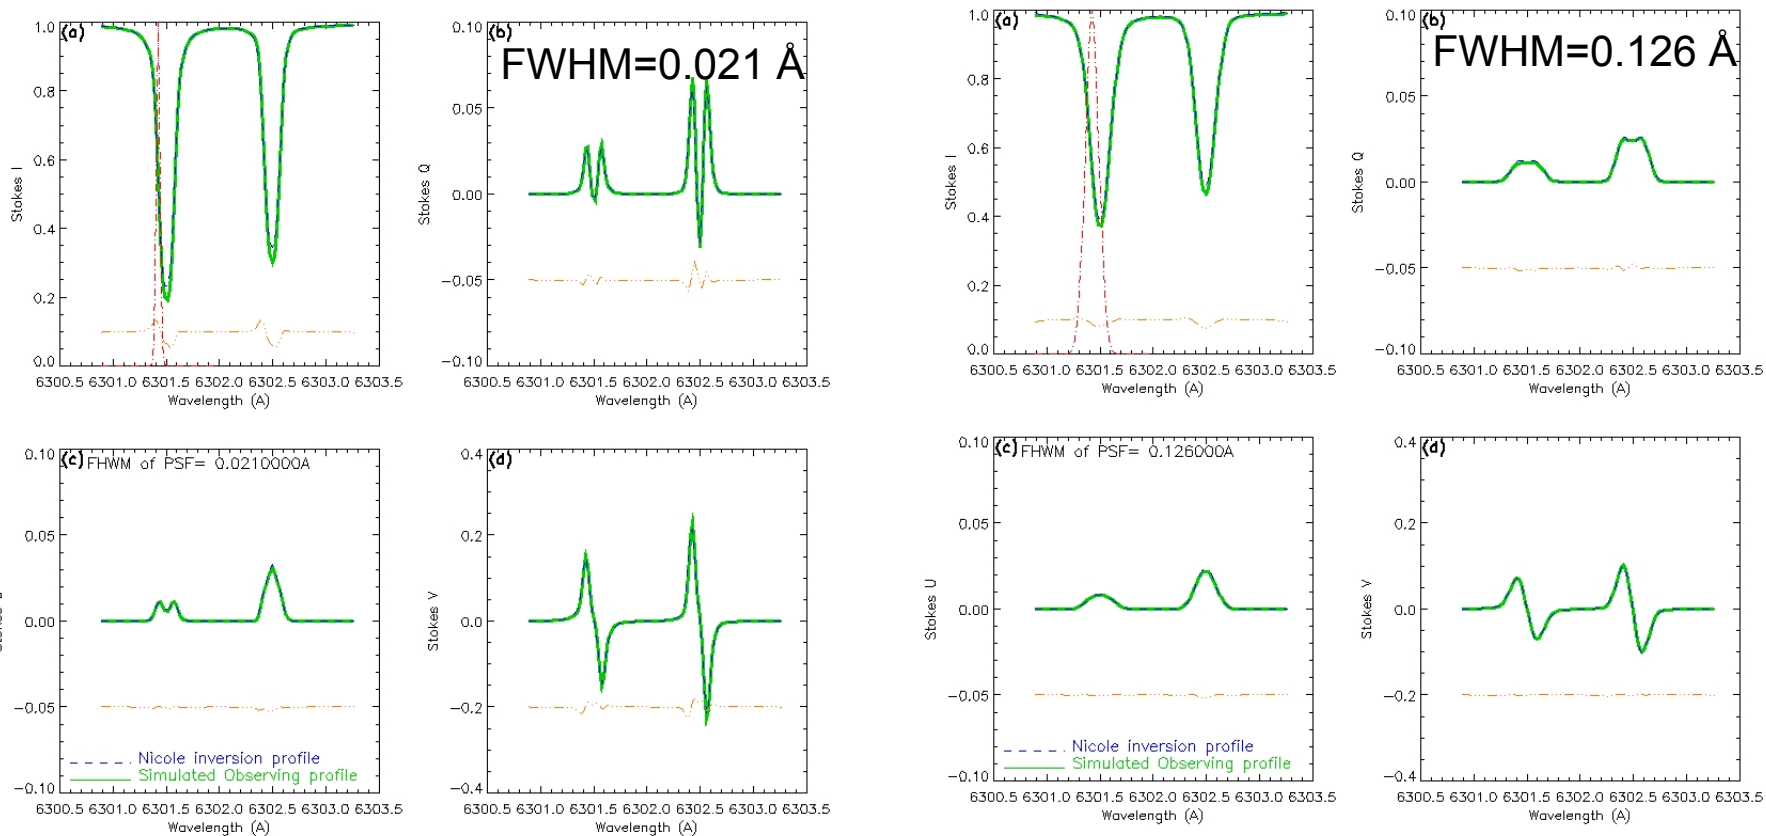 (a)
1.0
0.8
0.6
0.4
0.2
0.0
Stokes I
6300.5 6301.0 6301.5 6302.0 6302.5 6303.0 6303.5
Wavelength (A)
(b)
FWHM=0.021 Å
0.10
0.05
0.00
−0.05
−0.10
Stokes Q
6300.5 6301.0 6301.5 6302.0 6302.5 6303.0 6303.5
Wavelength (A)
(a)
1.0
0.8
0.6
0.4
0.2
0.0
Stokes I
6300.5 6301.0 6301.5 6302.0 6302.5 6303.0 6303.5
Wavelength (A)
(b)
FWHM=0.126 Å
0.10
0.05
0.00
−0.05
−0.10
Stokes Q
6300.5 6301.0 6301.5 6302.0 6302.5 6303.0 6303.5
Wavelength (A)
(c) FHWM of PSF= 0.0210000A
0.10
0.05
0.00
−0.05
−0.10
Nicole inversion profile
Simulated Observing profile
6300.5 6301.0 6301.5 6302.0 6302.5 6303.0 6303.5
Wavelength (A)
(d)
0.4
0.2
0.0
−0.2
−0.4
Stokes V
6300.5 6301.0 6301.5 6302.0 6302.5 6303.0 6303.5
Wavelength (A)
(c) FHWM of PSF= 0.126000A
0.10
0.05
0.00
−0.05
−0.10
Stokes U
Nicole inversion profile
Simulated Observing profile
6300.5 6301.0 6301.5 6302.0 6302.5 6303.0 6303.5
Wavelength (A)
(d)
0.4
0.2
0.0
−0.2
−0.4
Stokes V
6300.5 6301.0 6301.5 6302.0 6302.5 6303.0 6303.5
Wavelength (A)